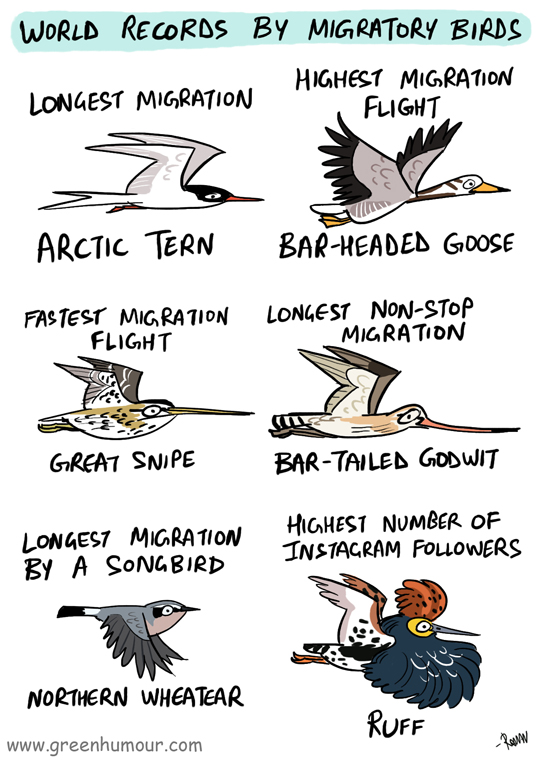 WORLD RECORDS BY MIGRATORY BIRDS
LONGEST MIGRATION
ARCTIC TERN
HIGHEST MIGRATION
FLIGHT
BAR-HEADED GOOSE
FASTEST MIGRATION
FLIGHT
GREAT SNIPE
LONGEST NON-STOP
MIGRATION
BAR-TAILED GODWIT
LONGEST MIGRATION
BY A SONGBIRD
NORTHERN WHEATEAR
HIGHEST NUMBER OF
INSTAGRAM FOLLOWERS
RUFF
www.greenhumour.com